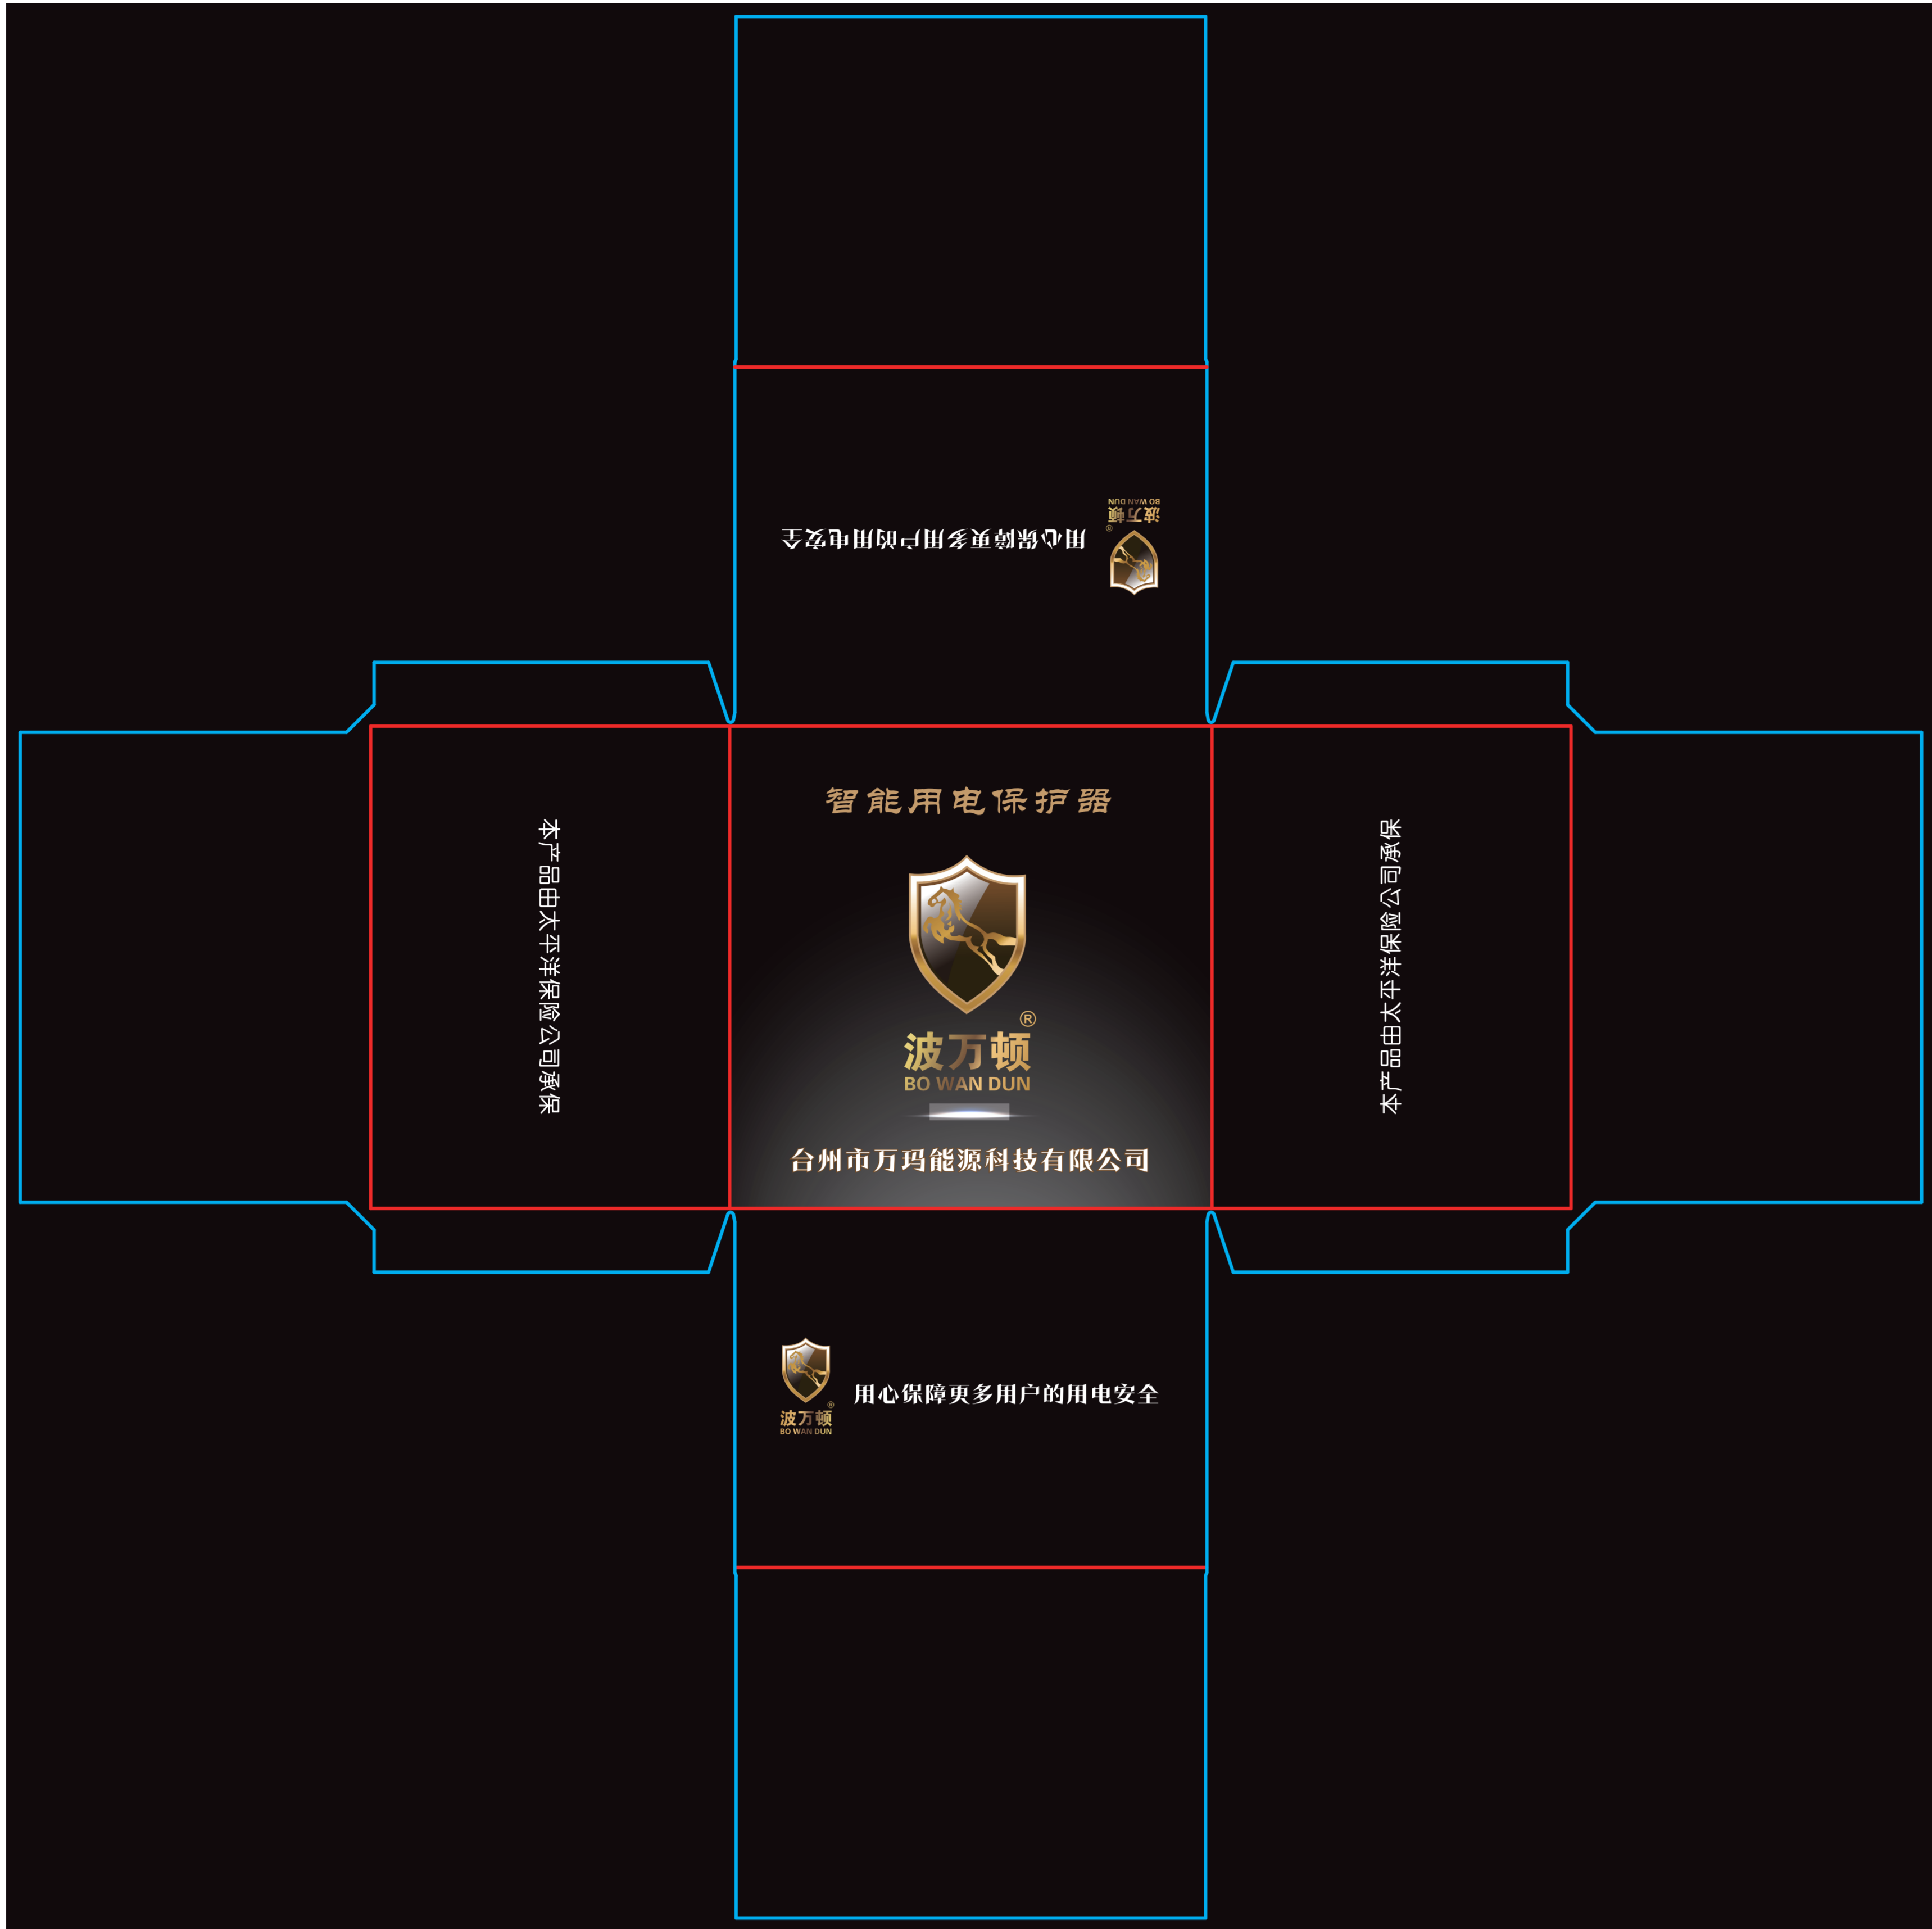 用心保障更多用户的用电安全
波万顿
®
BO WAN DUN
本产品由太平洋保险公司承保
智能用电保护器
®
波万顿
BO WAN DUN
台州市万玛能源科技有限公司
本产品由太平洋保险公司承保
®
波万顿
BO WAN DUN
用心保障更多用户的用电安全